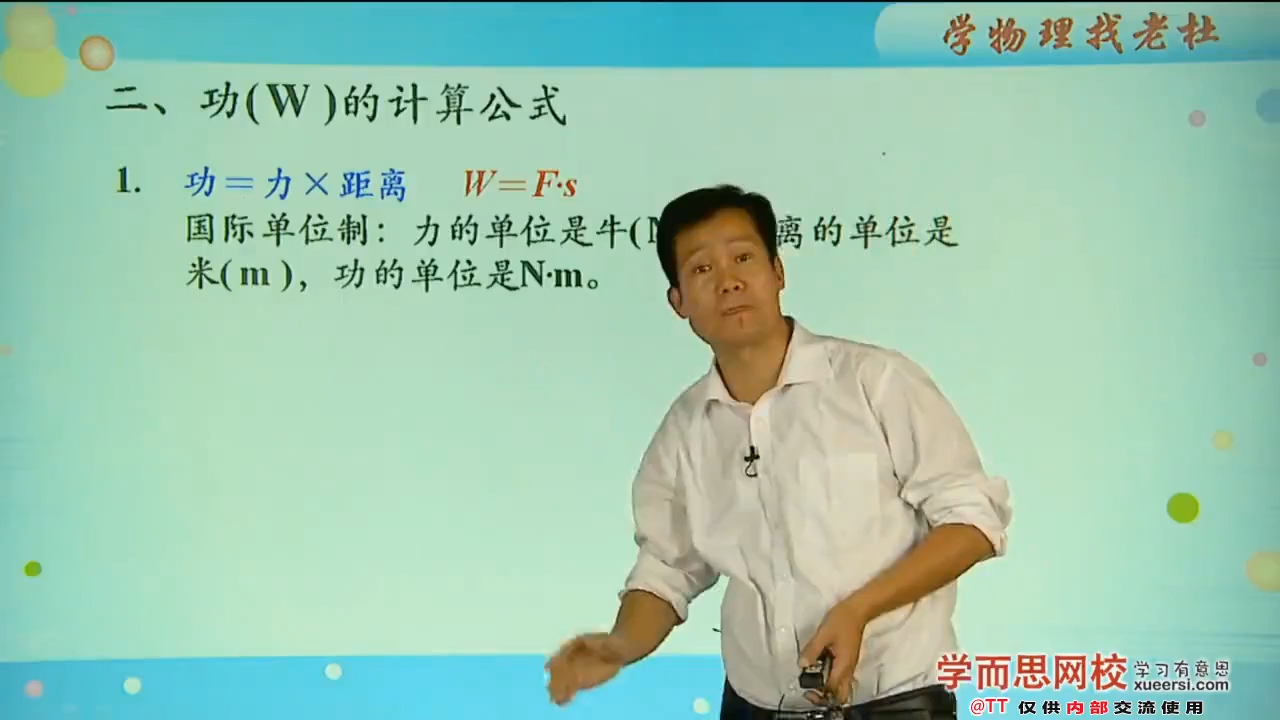 学物理找老杜
二、功(W)的计算公式
1. 功＝力×距离 W＝F·s
国际单位制：力的单位是牛( 离的单位是
米(m)，功的单位是N·m。
学而思网校 学习有意思
xueersi.com
@TT 仅供内部交流使用